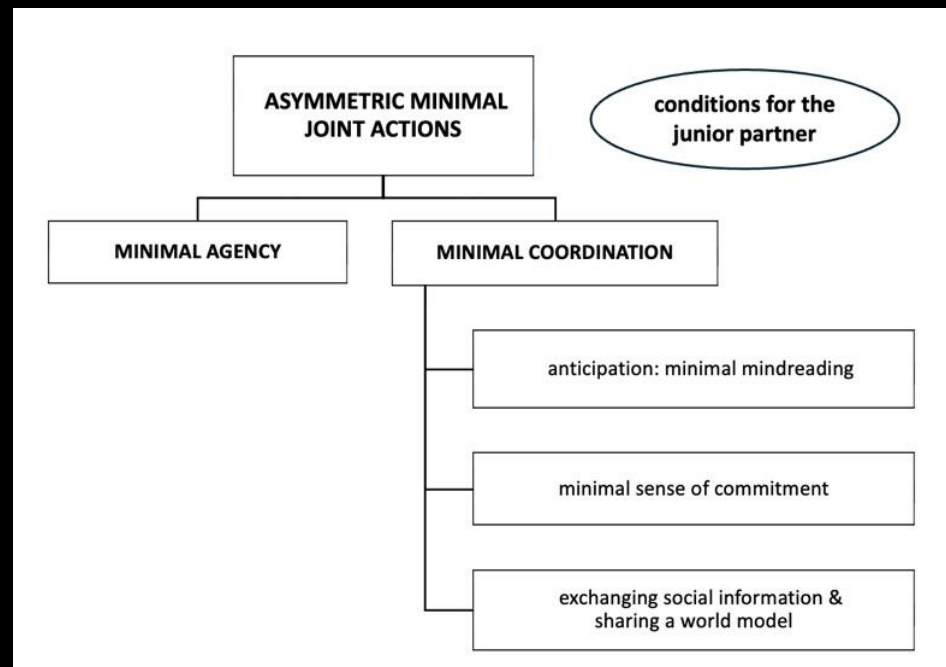 ASYMMETRIC MINIMAL
JOINT ACTIONS
conditions for the
junior partner
MINIMAL AGENCY
MINIMAL COORDINATION
anticipation: minimal mindreading
minimal sense of commitment
exchanging social information &
sharing a world model